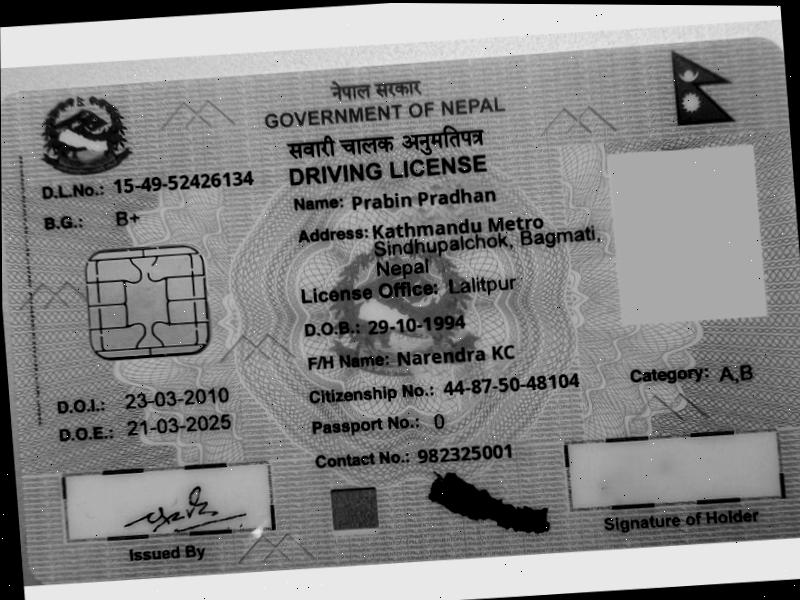 नेपाल सरकार
GOVERNMENT OF NEPAL
सवारी चालक अनुमतिपत्र
DRIVING LICENSE
D.L.No.: 15-49-52426134
B.G.: B+
Name: Prabin Pradhan
Address: Kathmandu Metro
Sindhupalchok, Bagmati,
Nepal
License Office: Lalitpur
D.O.B.: 29-10-1994
F/H Name: Narendra KC
Citizenship No.: 44-87-50-48104
Category: A,B
Passport No.: 0
Contact No.: 982325001
D.O.I.: 23-03-2010
D.O.E.: 21-03-2025
Issued By
Signature of Holder